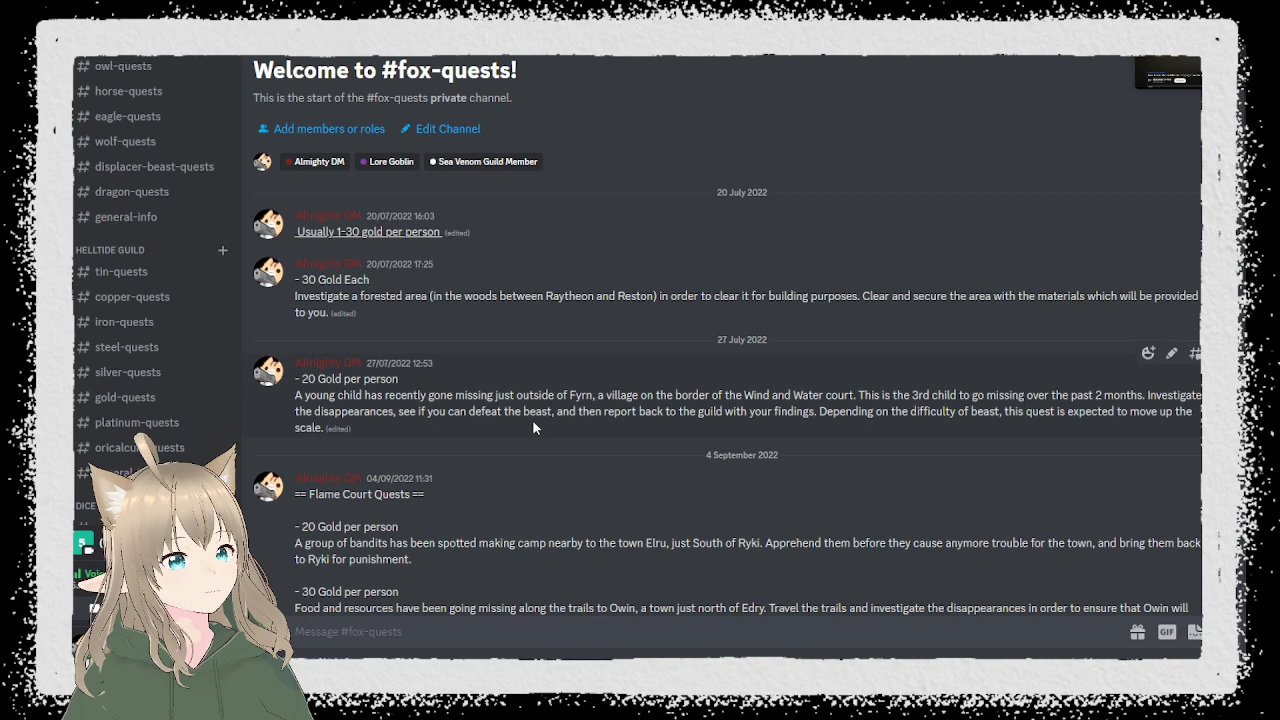 owl-quests
horse-quests
eagle-quests
wolf-quests
displacer-beast-quests
dragon-quests
general-info
HELLTIDE GUILD
tin-quests
copper-quests
iron-quests
steel-quests
silver-quests
gold-quests
platinum-quests
Welcome to #fox-quests!
This is the start of the #fox-quests private channel.
Add members or roles Edit Channel
Almighty DM Lore Goblin Sea Venom Guild Member
20 July 2022
Almighty DM 20/07/2022 16:03
Usually 1-30 gold per person (edited)
Almighty DM 20/07/2022 17:25
- 30 Gold Each
Investigate a forested area (in the woods between Raytheon and Reston) in order to clear it for building purposes. Clear and secure the area with the materials which will be provided
to you. (edited)
27 July 2022
Almighty DM 27/07/2022 12:53
- 20 Gold per person
A young child has recently gone missing just outside of Fyrn, a village on the border of the Wind and Water court. This is the 3rd child to go missing over the past 2 months. Investigate
the disappearances, see if you can defeat the beast, and then report back to the guild with your findings. Depending on the difficulty of beast, this quest is expected to move up the
scale. (edited)
4 September 2022
Almighty DM 04/09/2022 11:31
== Flame Court Quests ==
- 20 Gold per person
A group of bandits has been spotted making camp nearby to the town Elru, just South of Ryki. Apprehend them before they cause anymore trouble for the town, and bring them back
to Ryki for punishment.
- 30 Gold per person
Food and resources have been going missing along the trails to Owin, a town just north of Edry. Travel the trails and investigate the disappearances in order to ensure that Owin will
Message #fox-quests
GIF